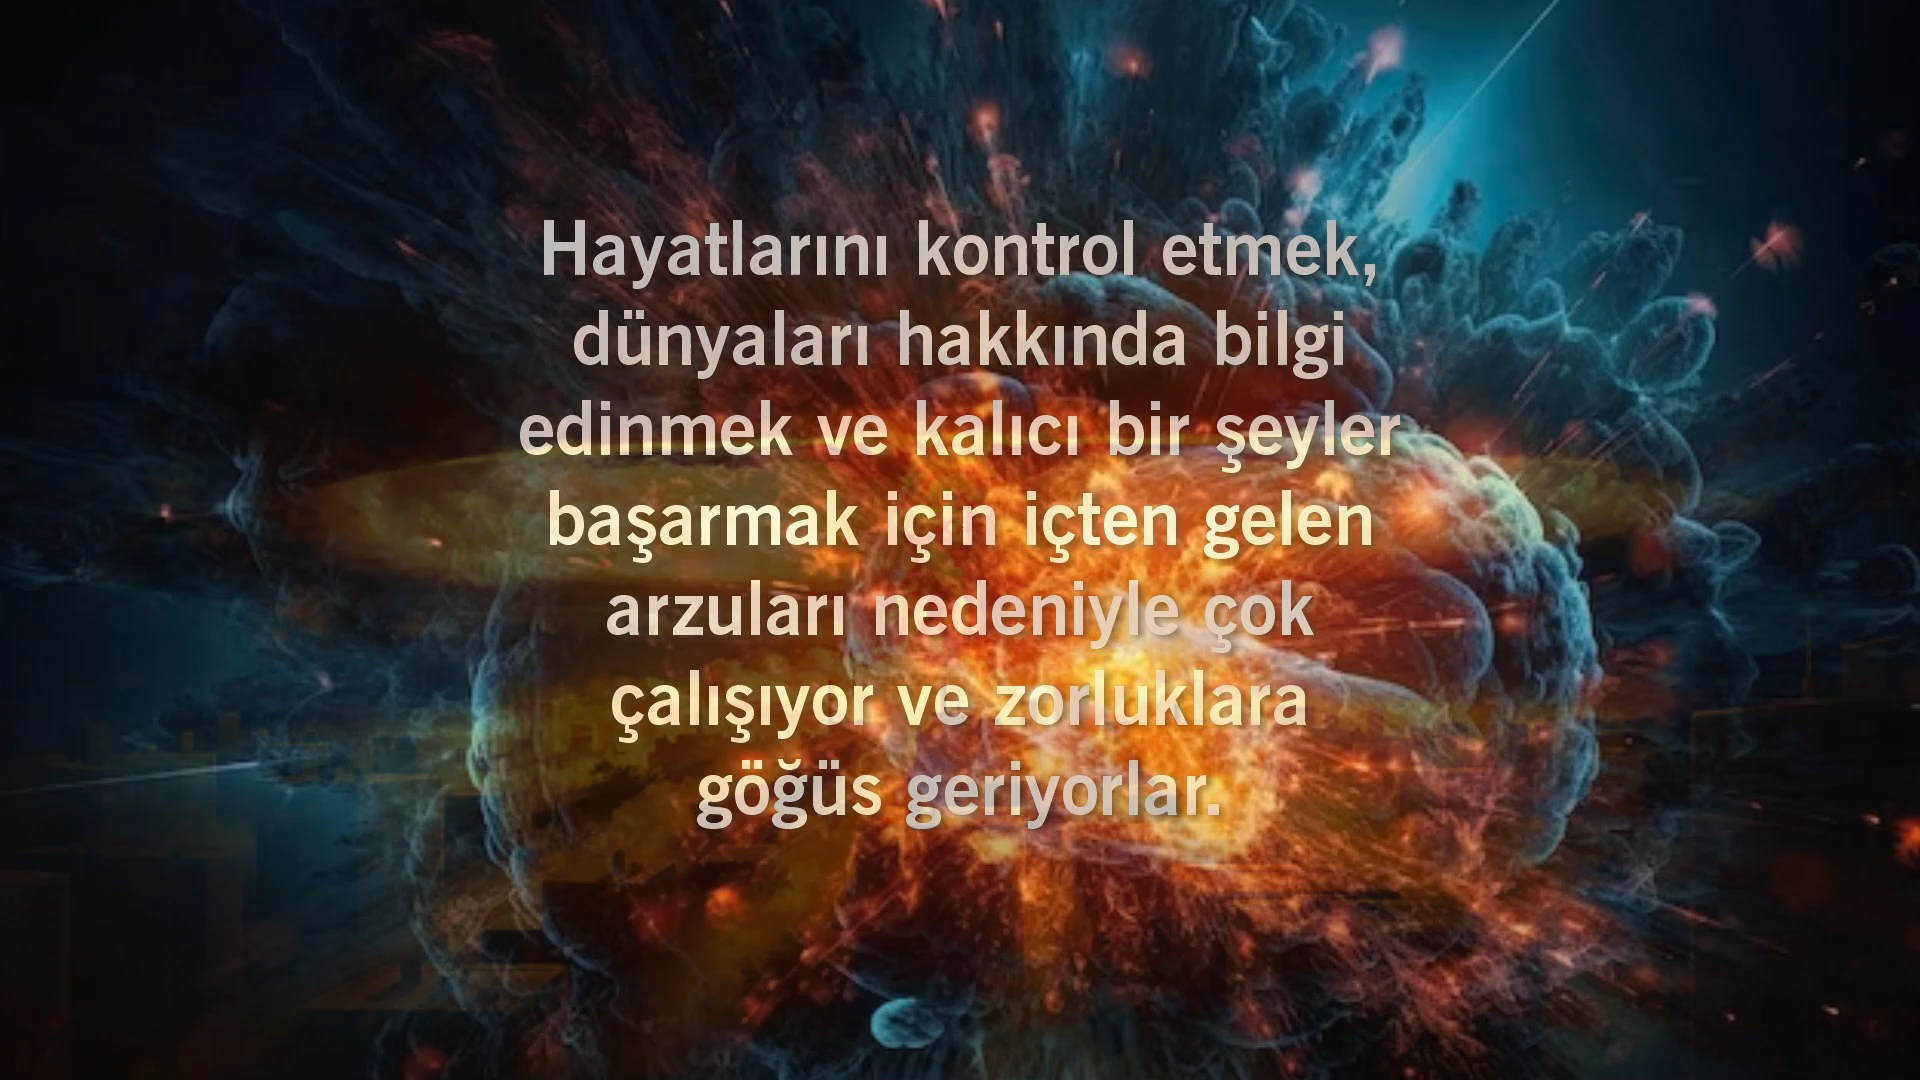 Hayatlarını kontrol etmek,
dünyaları hakkında bilgi
edinmek ve kalıcı bir şeyler
başarmak için içten gelen
arzuları nedeniyle çok
çalışıyor ve zorluklara
göğüs geriyorlar.